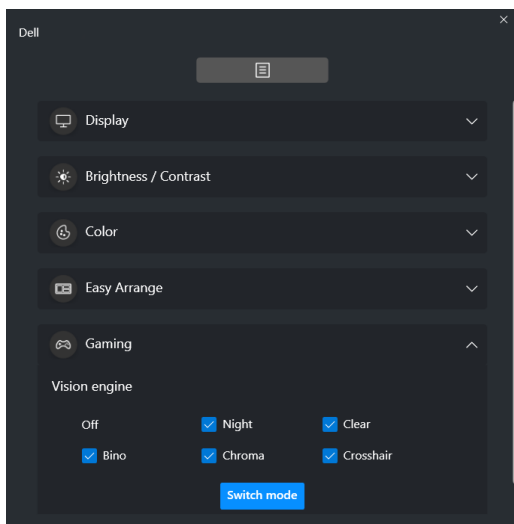 Dell
Display
Brightness / Contrast
Color
Easy Arrange
Gaming
Vision engine
Off Night Clear
Bino Chroma Crosshair
Switch mode